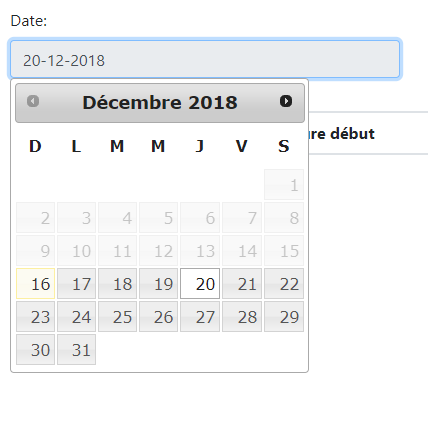 Date:
20-12-2018
Décembre 2018
D L M M J V S
1
2 3 4 5 6 7 8
9 10 11 12 13 14 15
16 17 18 19 20 21 22
23 24 25 26 27 28 29
30 31
ure début